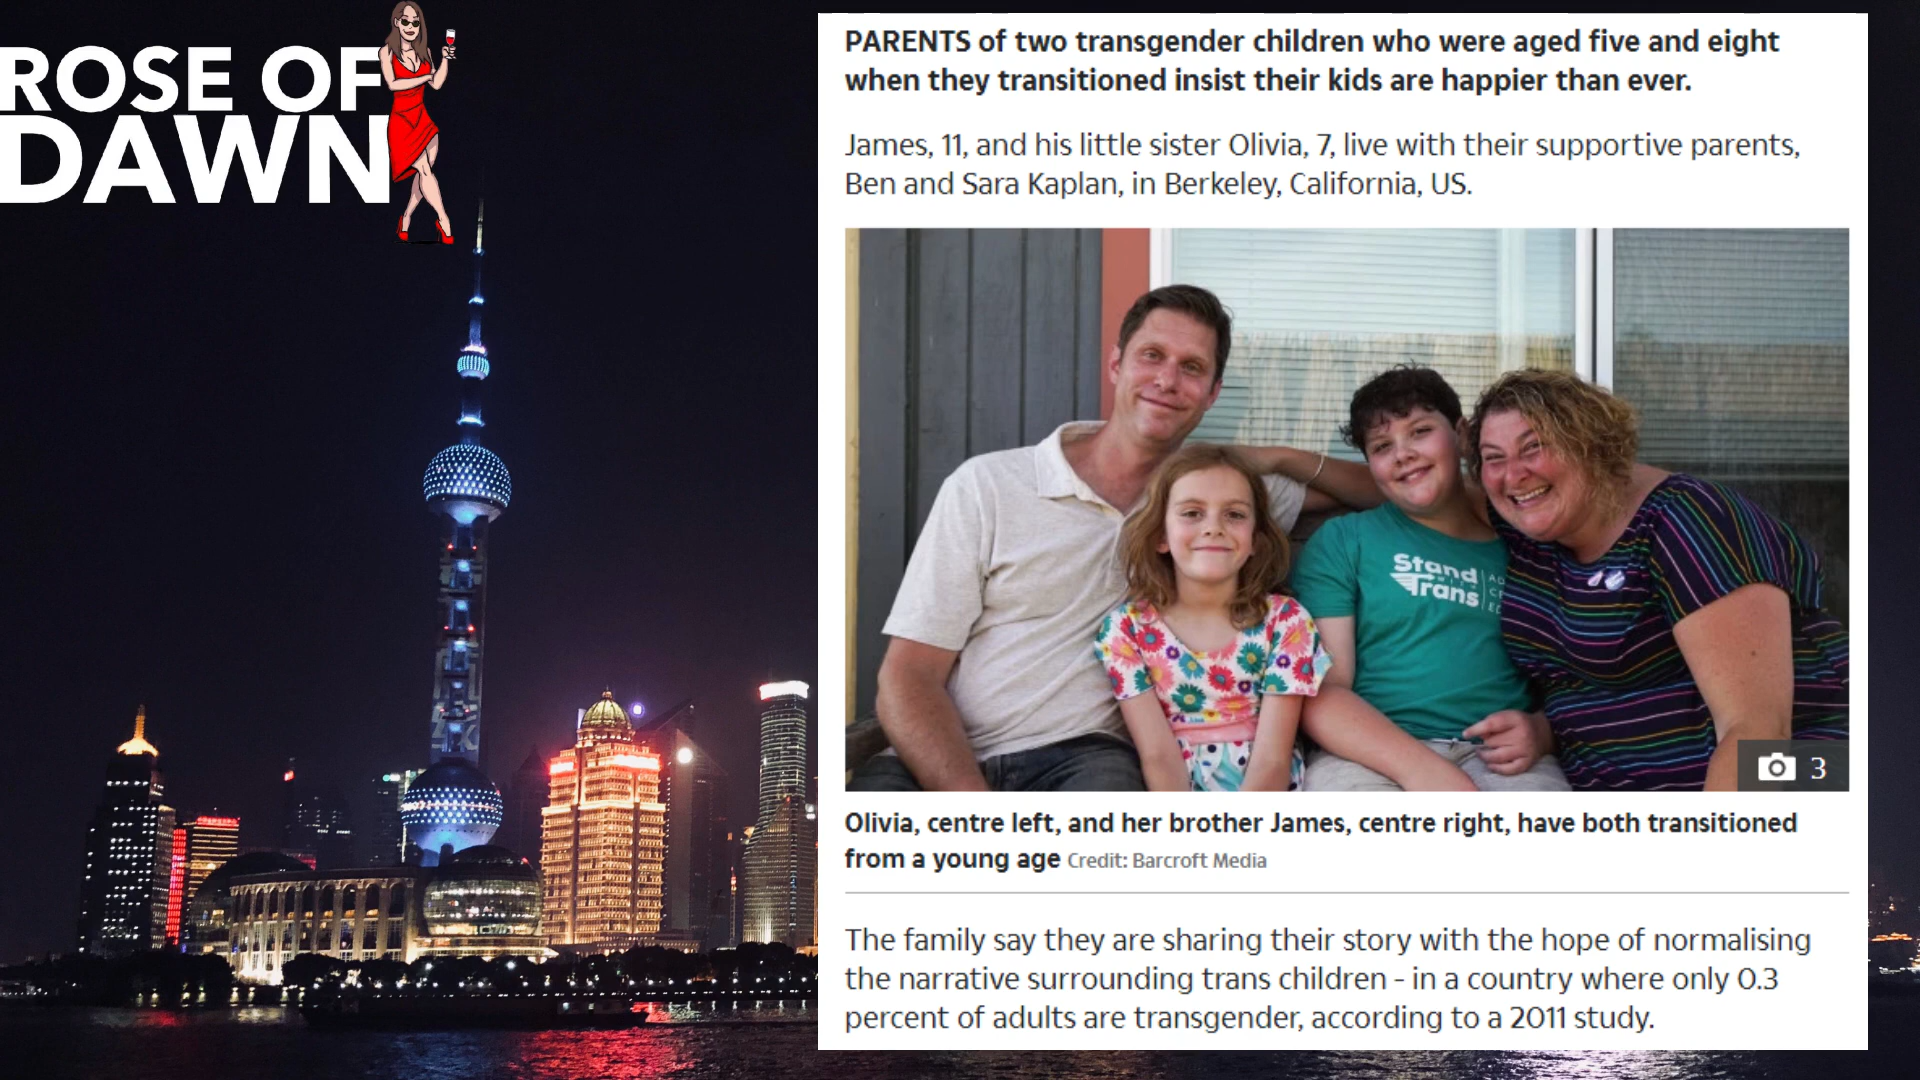 ROSE OF
DAWN
PARENTS of two transgender children who were aged five and eight
when they transitioned insist their kids are happier than ever.
James, 11, and his little sister Olivia, 7, live with their supportive parents,
Ben and Sara Kaplan, in Berkeley, California, US.
Stand
WITH
Trans
3
Olivia, centre left, and her brother James, centre right, have both transitioned
from a young age Credit: Barcroft Media
The family say they are sharing their story with the hope of normalising
the narrative surrounding trans children - in a country where only 0.3
percent of adults are transgender, according to a 2011 study.